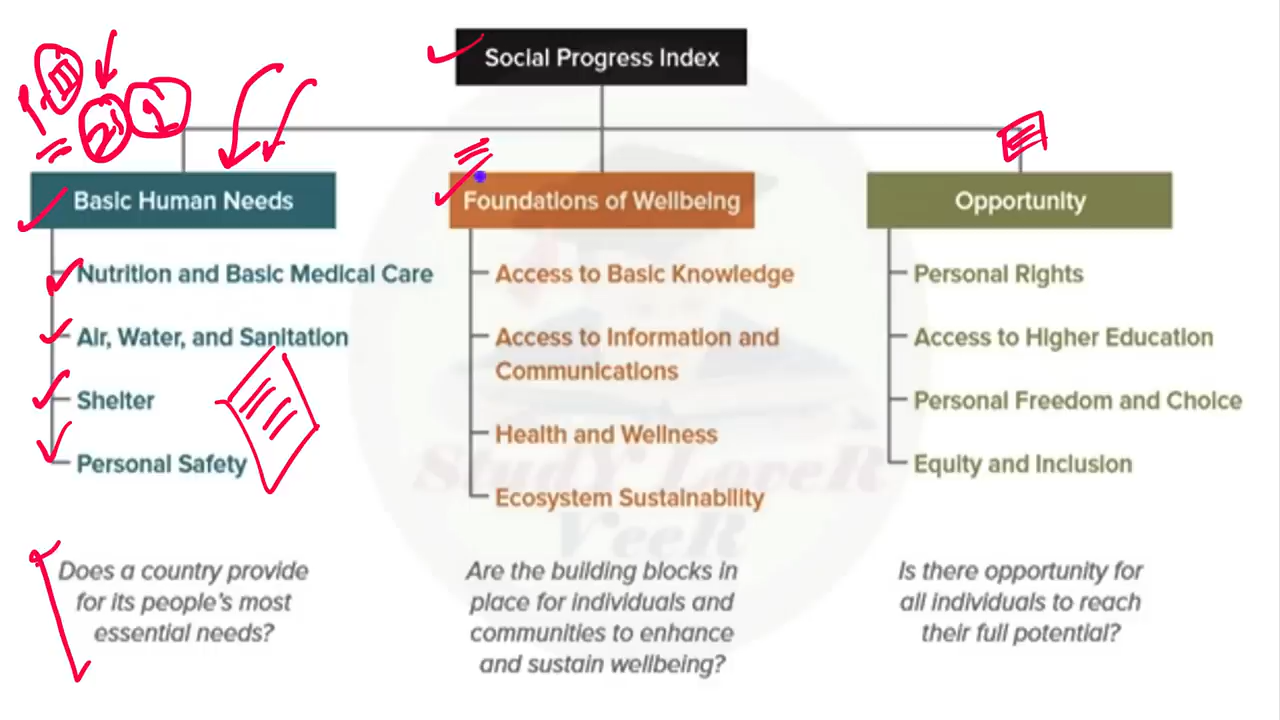 Social Progress Index
Basic Human Needs
Nutrition and Basic Medical Care
Air, Water, and Sanitation
Shelter
Personal Safety
Does a country provide
for its people's most
essential needs?
Foundations of Wellbeing
Access to Basic Knowledge
Access to Information and
Communications
Health and Wellness
Ecosystem Sustainability
Are the building blocks in
place for individuals and
communities to enhance
and sustain wellbeing?
Opportunity
Personal Rights
Access to Higher Education
Personal Freedom and Choice
Equity and Inclusion
Is there opportunity for
all individuals to reach
their full potential?
StudY LoveR
VeeR